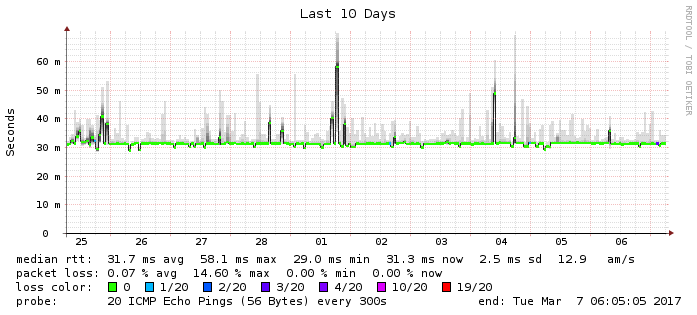 Last 10 Days
RRDTOOL / TOBI OETIKER
Seconds
60 m
50 m
40 m
30 m
20 m
10 m
0
25 26 27 28 01 02 03 04 05 06
median rtt: 31.7 ms avg 58.1 ms max 29.0 ms min 31.3 ms now 2.5 ms sd 12.9 am/s
packet loss: 0.07 % avg 14.60 % max 0.00 % min 0.00 % now
loss color: 0 1/20 2/20 3/20 4/20 10/20 19/20
probe: 20 ICMP Echo Pings (56 Bytes) every 300s end: Tue Mar 7 06:05:05 2017